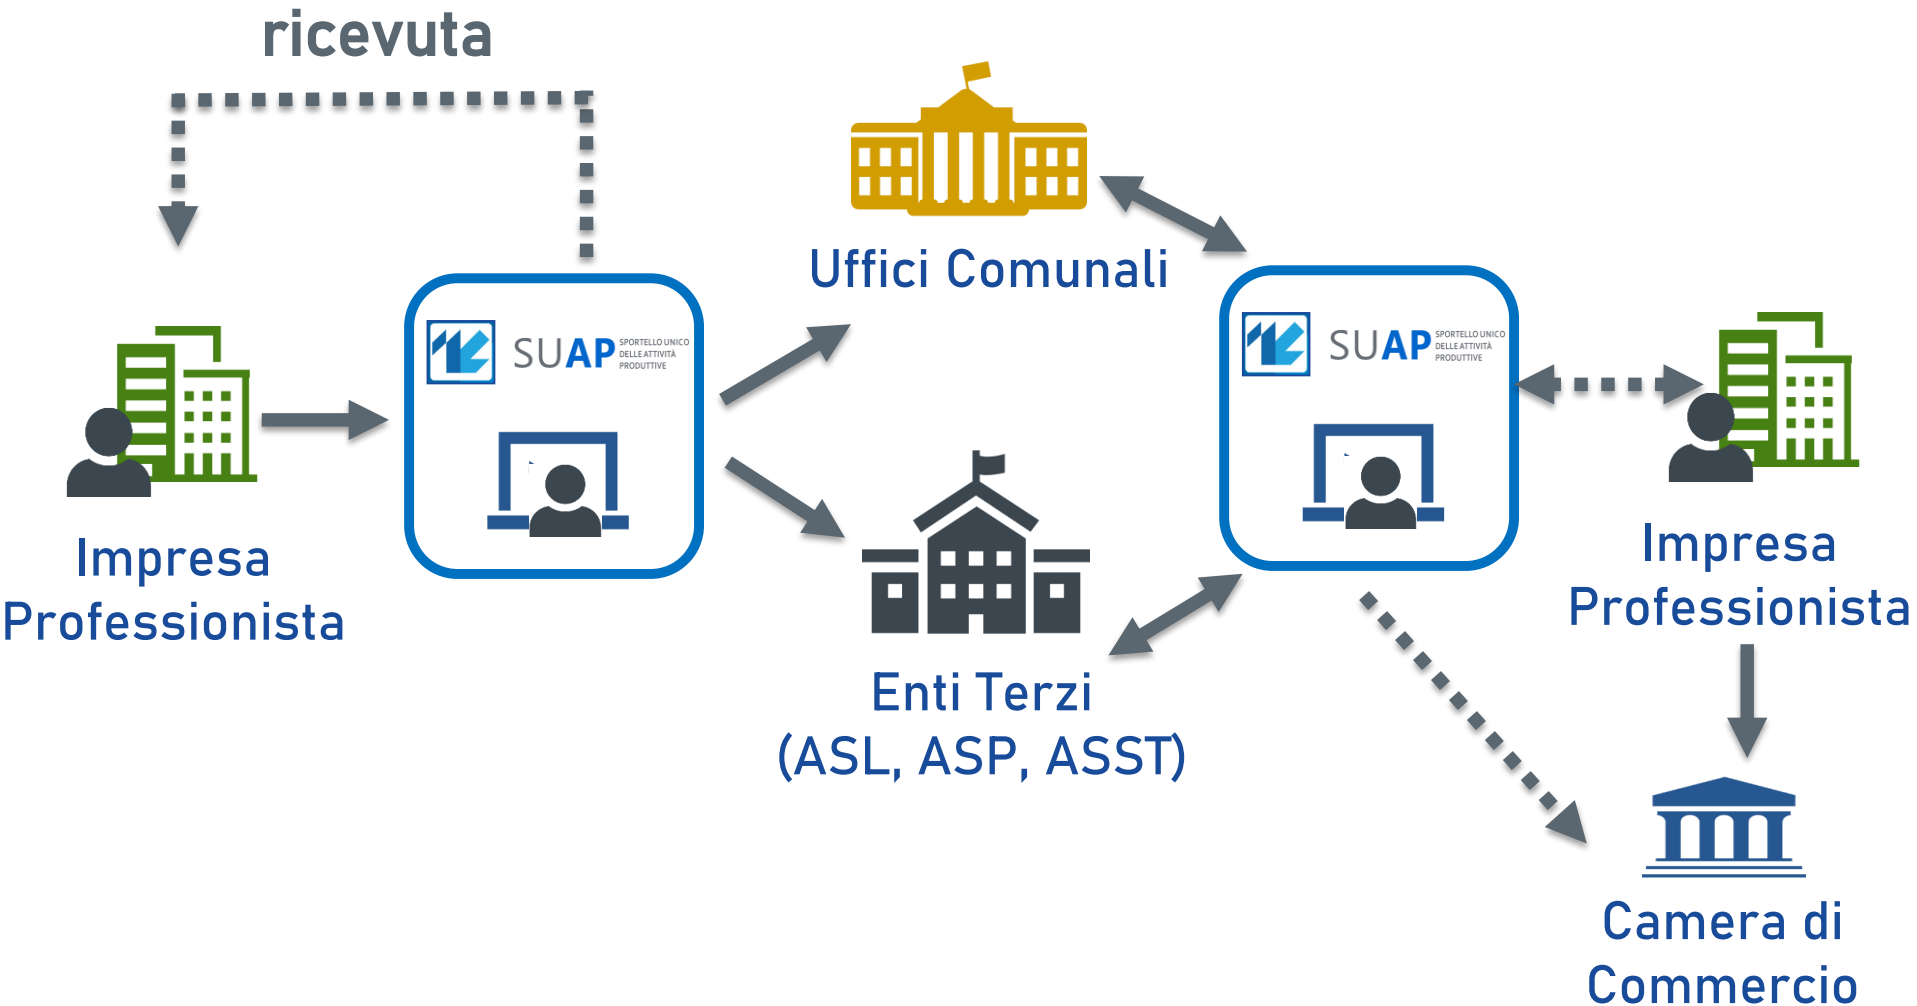 ricevuta
Uffici Comunali
SUAP SPORTELLO UNICO
DELLE ATTIVITÀ
PRODUTTIVE
SUAP SPORTELLO UNICO
DELLE ATTIVITÀ
PRODUTTIVE
Impresa
Professionista
Impresa
Professionista
Enti Terzi
(ASL, ASP, ASST)
Camera di
Commercio